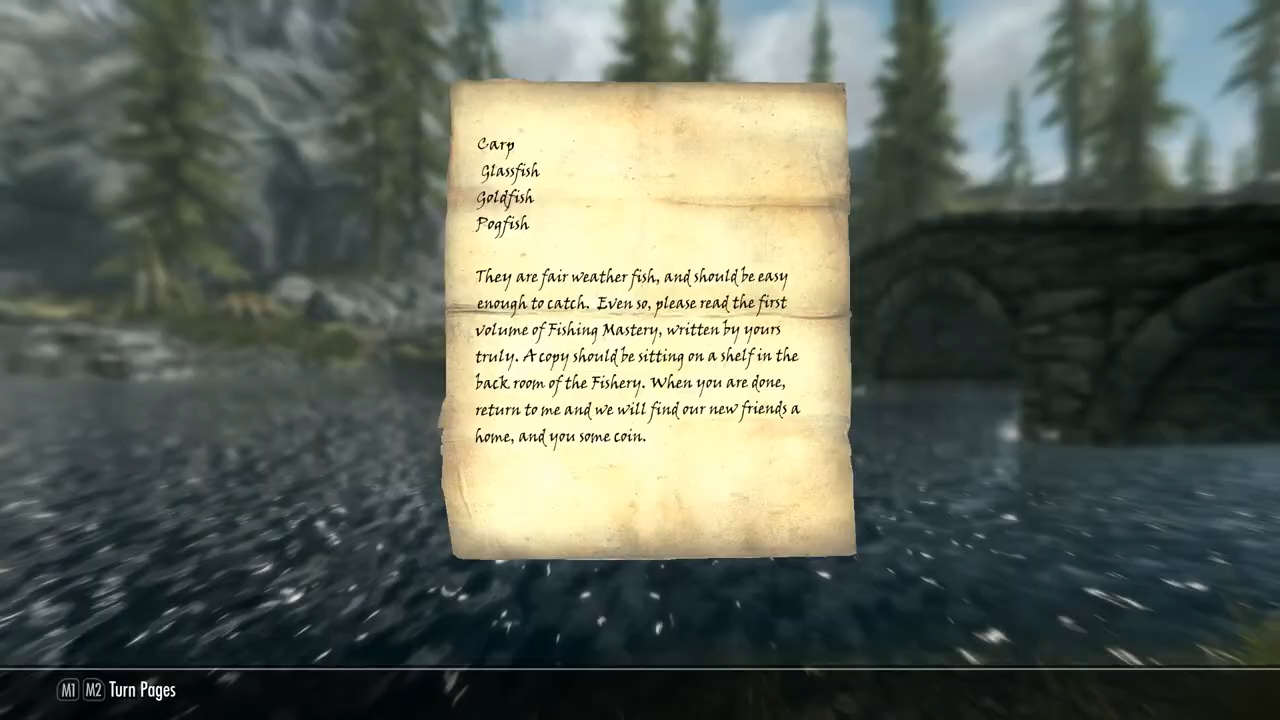 Carp
Glassfish
Goldfish
Pogfish
They are fair weather fish, and should be easy
enough to catch. Even so, please read the first
volume of Fishing Mastery, written by yours
truly. A copy should be sitting on a shelf in the
back room of the Fishery. When you are done,
return to me and we will find our new friends a
home, and you some coin.
M1 M2 Turn Pages